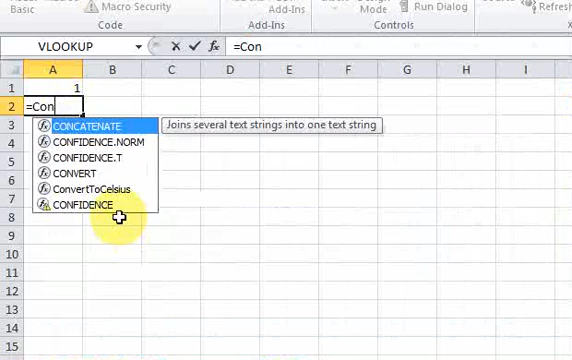 Basic
Macro Security
Add-Ins
Mode
Run Dialog
Refresh
Code
Add-Ins
Controls
VLOOKUP
fx
=Con
A B C D E F G H I
1 1
2 =Con
3 CONCATENATE Joins several text strings into one text string
4 CONFIDENCE.NORM
5 CONFIDENCE.T
6 CONVERT
7 ConvertToCelsius
8 CONFIDENCE
9
10
11
12
13
14
15